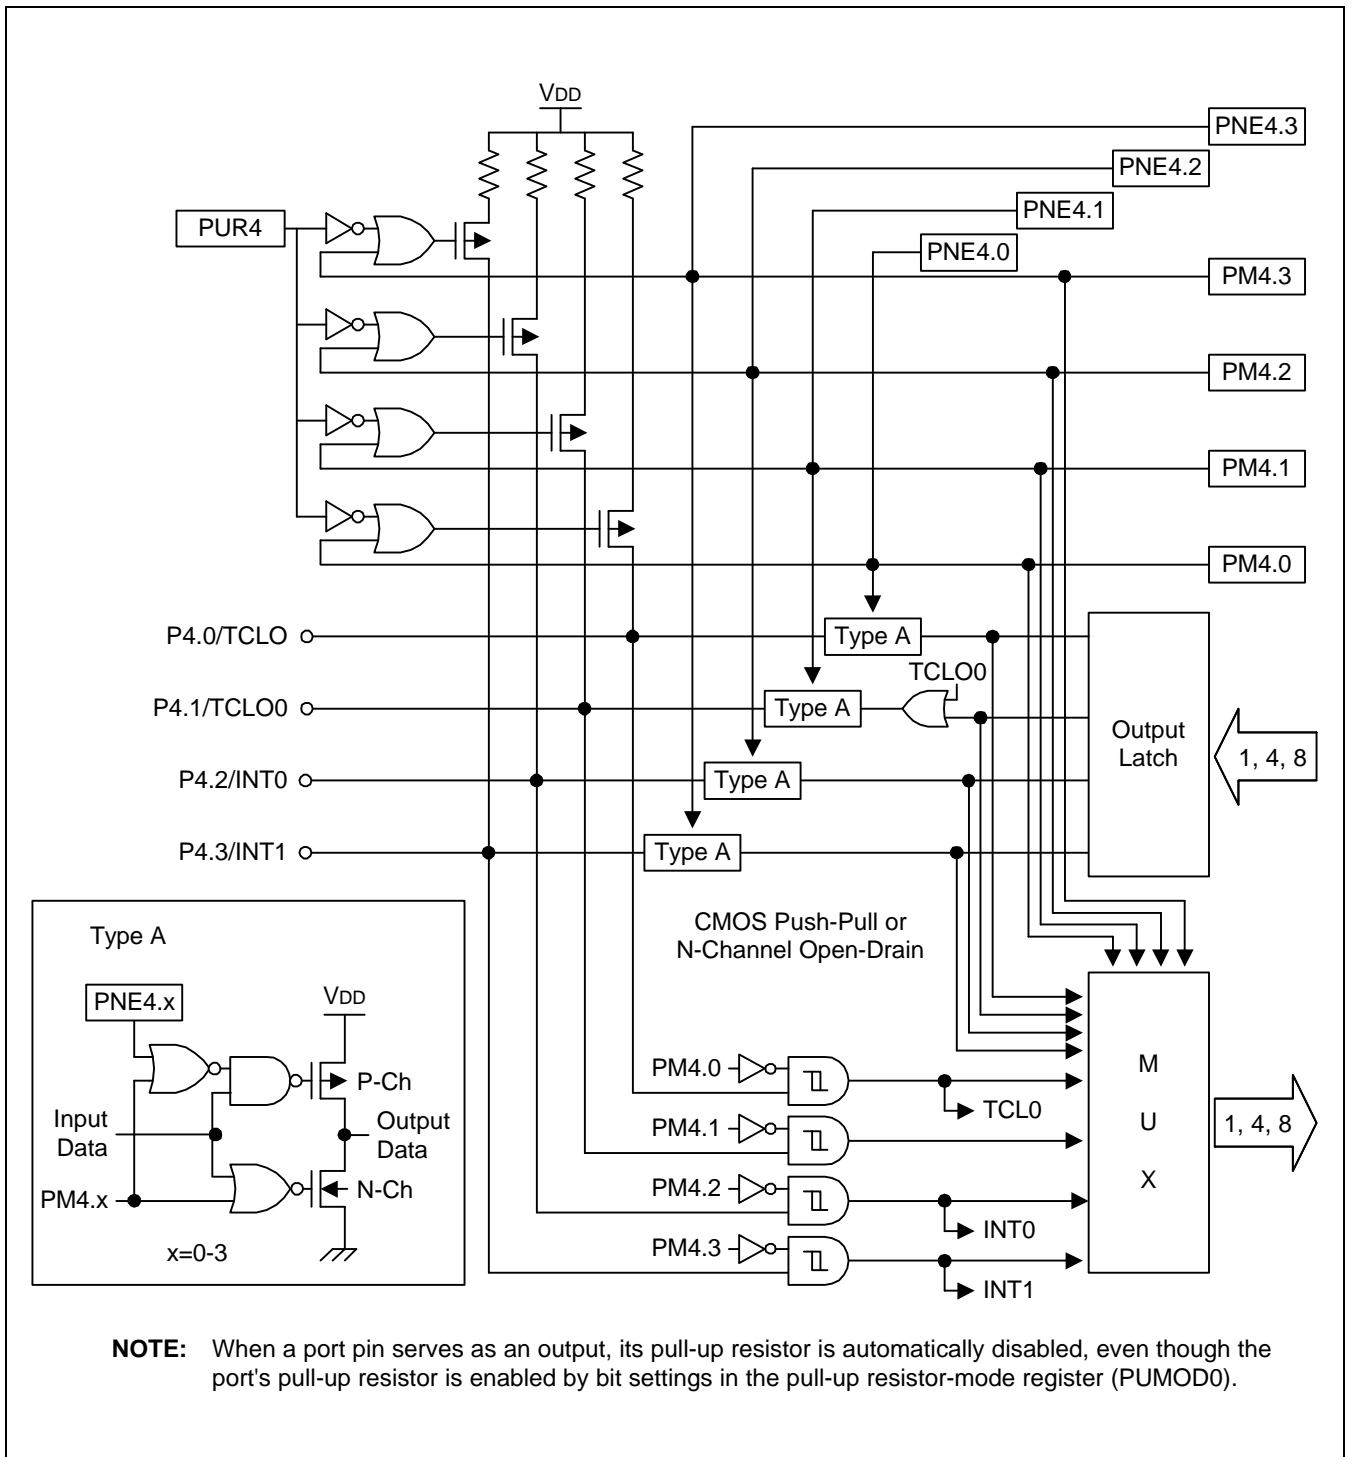 VDD
PNE4.3
PNE4.2
PNE4.1
PNE4.0
PUR4
PM4.3
PM4.2
PM4.1
PM4.0
P4.0/TCLO
Type A
TCLO0
P4.1/TCLO0
Type A
Output
Latch
1, 4, 8
P4.2/INT0
Type A
P4.3/INT1
Type A
CMOS Push-Pull or
N-Channel Open-Drain
Type A
PNE4.x
VDD
P-Ch
Input
Data
Output
Data
PM4.x
N-Ch
x=0-3
PM4.0
TCL0
PM4.1
PM4.2
INT0
PM4.3
INT1
M
U
X
1, 4, 8
NOTE: When a port pin serves as an output, its pull-up resistor is automatically disabled, even though the
port's pull-up resistor is enabled by bit settings in the pull-up resistor-mode register (PUMOD0).